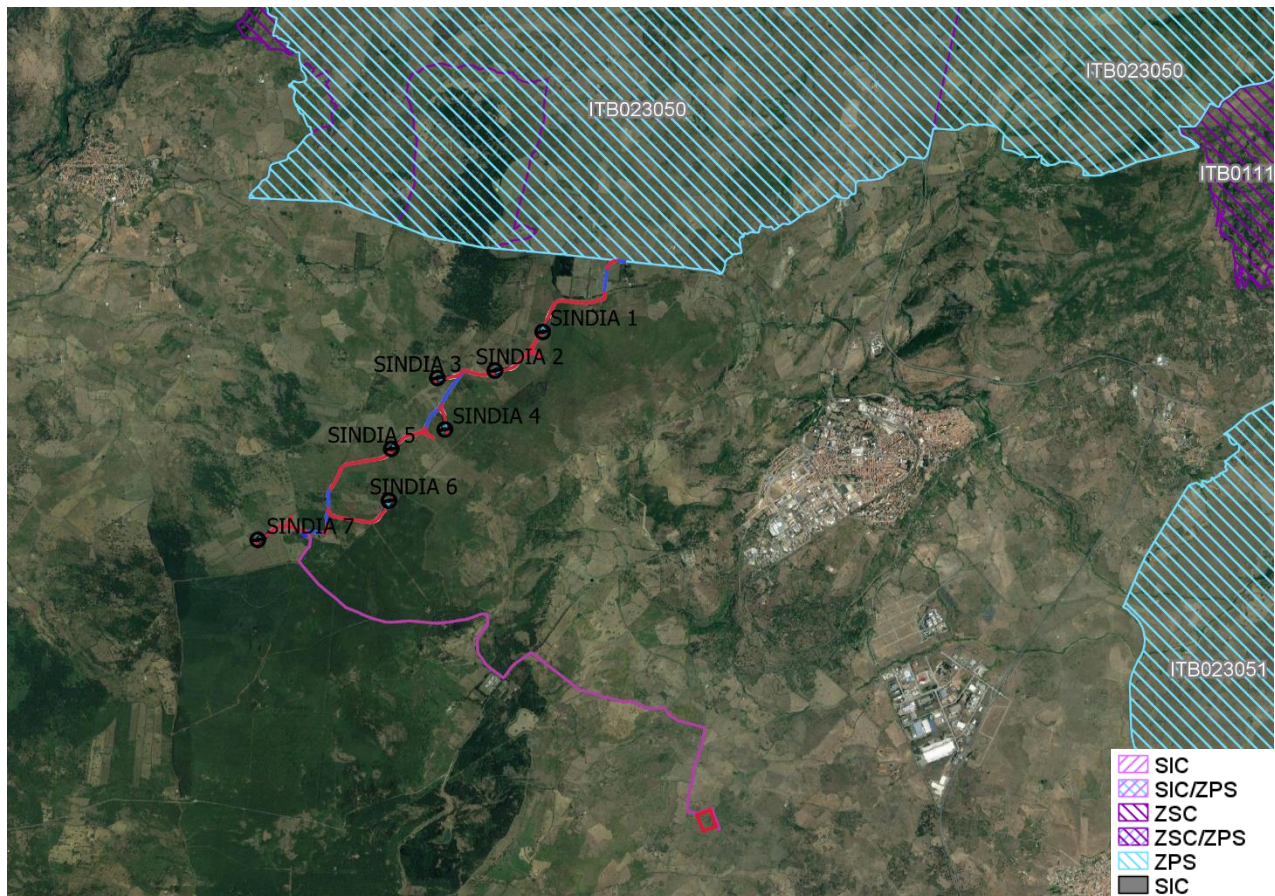 ITB023050
ITB023050
ITB0111
SINDIA 1
SINDIA 2
SINDIA 3
SINDIA 4
SINDIA 5
SINDIA 6
SINDIA 7
ITB023051
SIC
SIC/ZPS
ZSC
ZSC/ZPS
ZPS
SIC